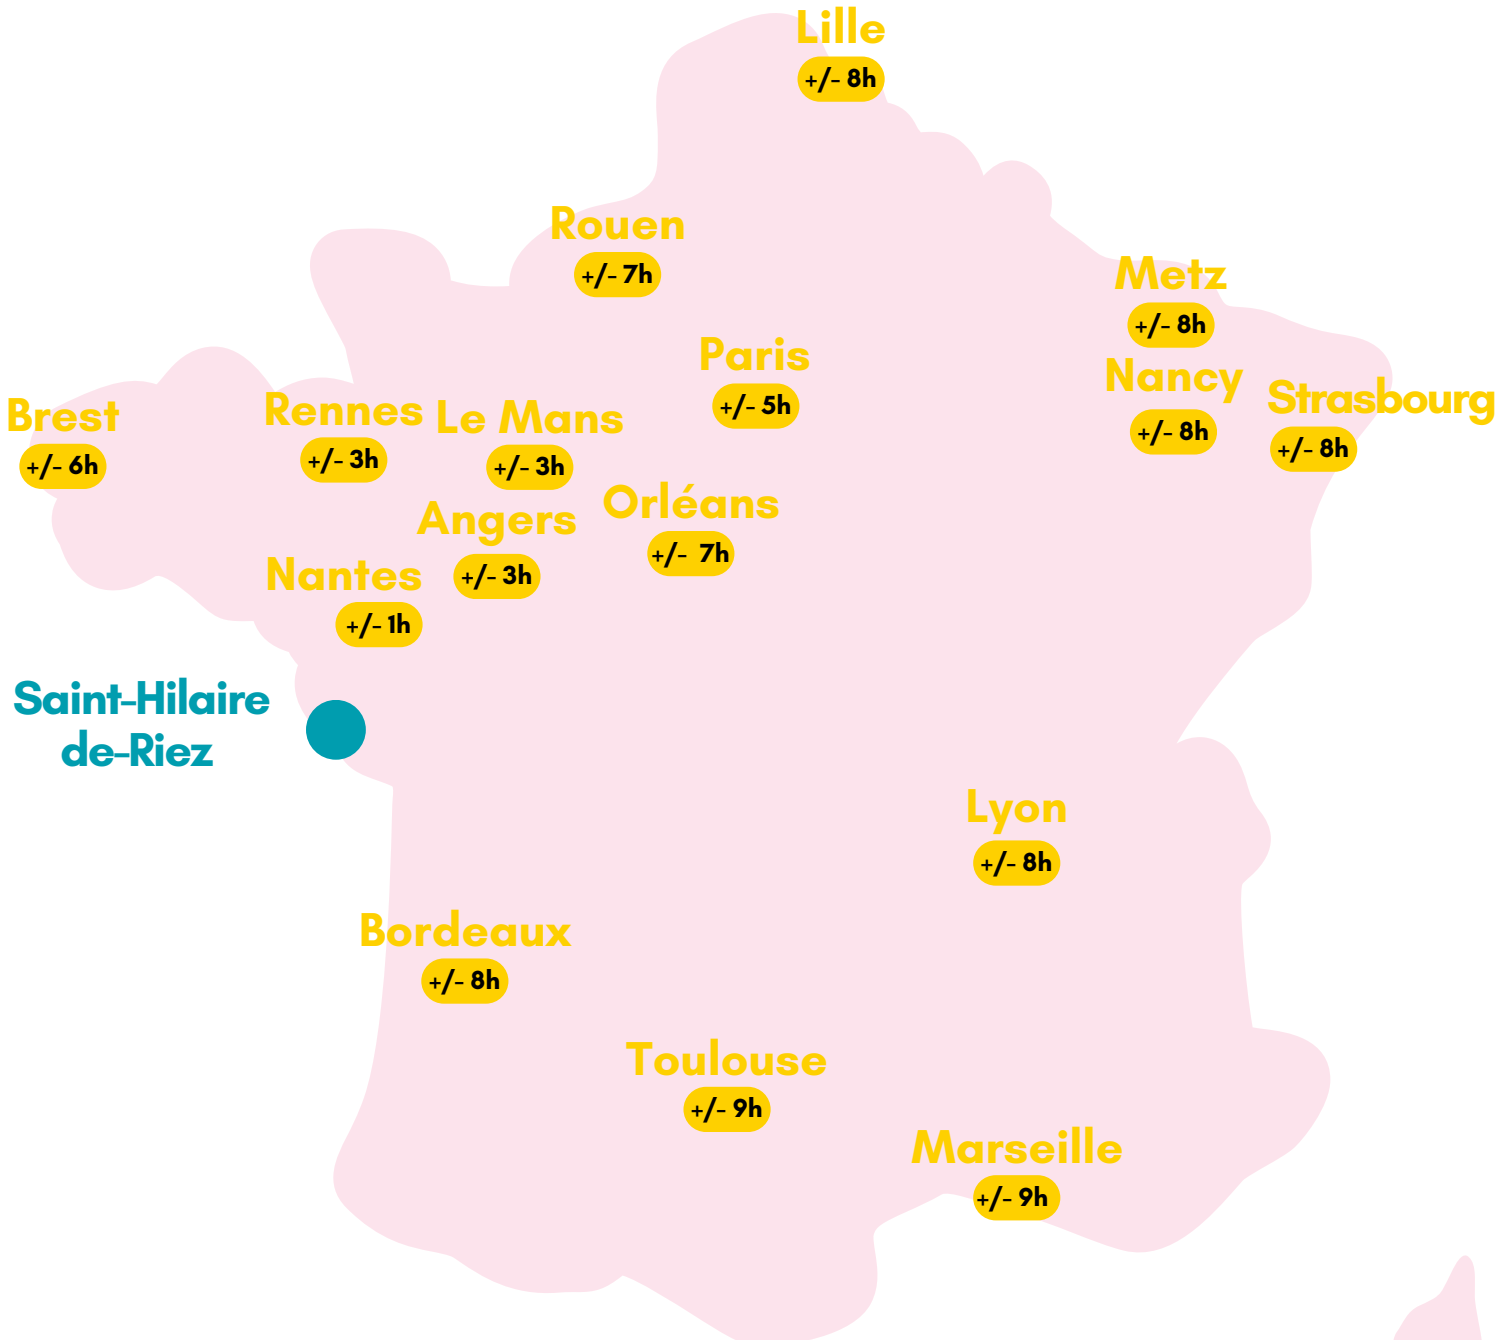 Lille
+/- 8h
Rouen
+/- 7h
Metz
+/- 8h
Paris
+/- 5h
Nancy
+/- 8h
Strasbourg
+/- 8h
Brest
+/- 6h
Rennes
+/- 3h
Le Mans
+/- 3h
Orléans
+/- 7h
Angers
+/- 3h
Nantes
+/- 1h
Saint-Hilaire
de-Riez
Lyon
+/- 8h
Bordeaux
+/- 8h
Toulouse
+/- 9h
Marseille
+/- 9h